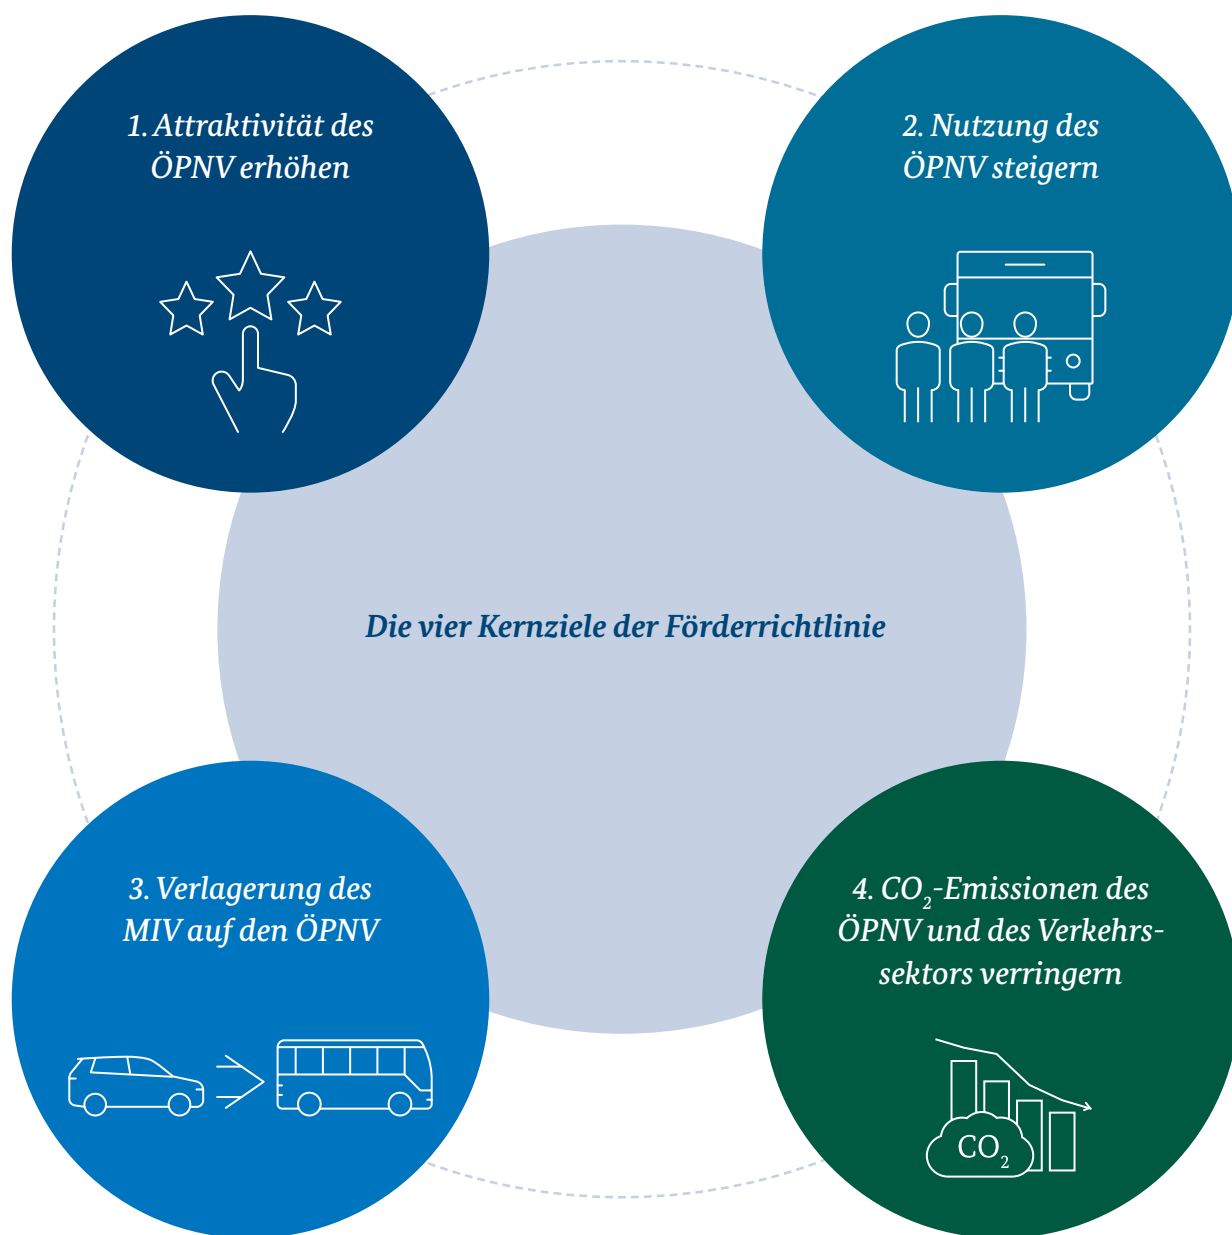 1. Attraktivität des
ÖPNV erhöhen
2. Nutzung des
ÖPNV steigern
Die vier Kernziele der Förderrichtlinie
3. Verlagerung des
MIV auf den ÖPNV
4. CO₂-Emissionen des
ÖPNV und des Verkehrs-
sektors verringern
CO₂